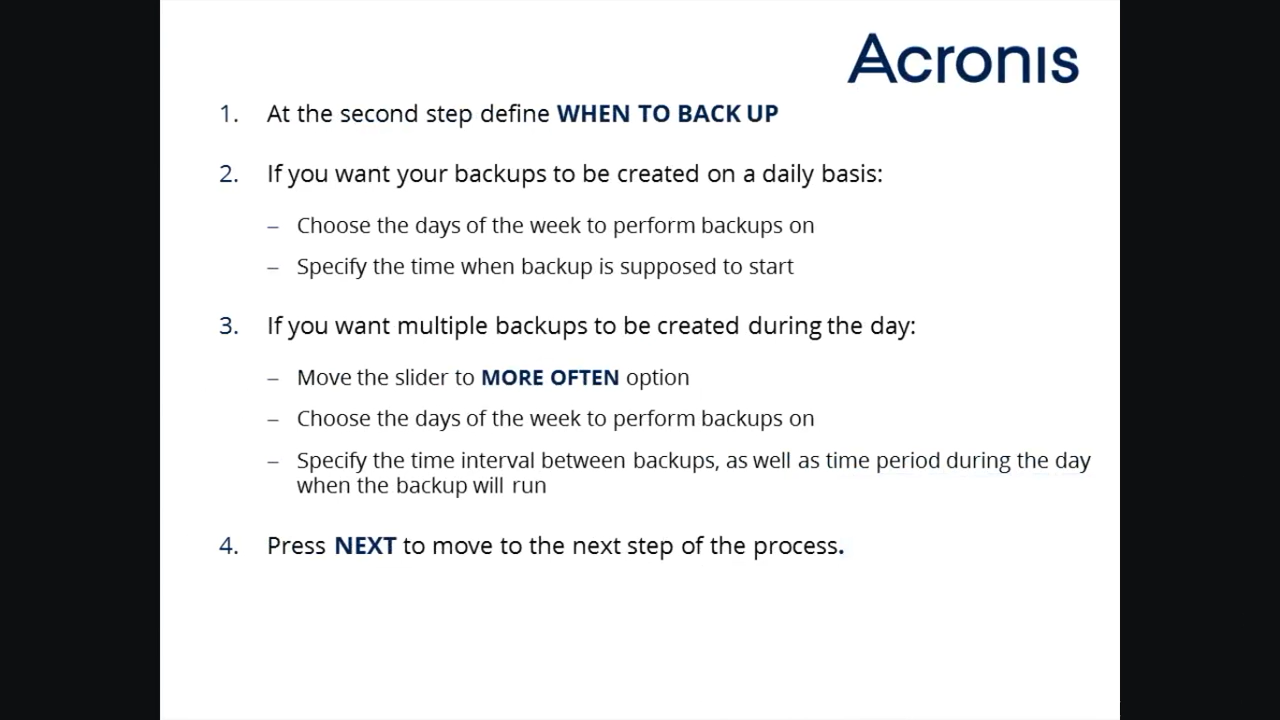 Acronis
1. At the second step define WHEN TO BACK UP
2. If you want your backups to be created on a daily basis:
– Choose the days of the week to perform backups on
– Specify the time when backup is supposed to start
3. If you want multiple backups to be created during the day:
– Move the slider to MORE OFTEN option
– Choose the days of the week to perform backups on
– Specify the time interval between backups, as well as time period during the day
when the backup will run
4. Press NEXT to move to the next step of the process.